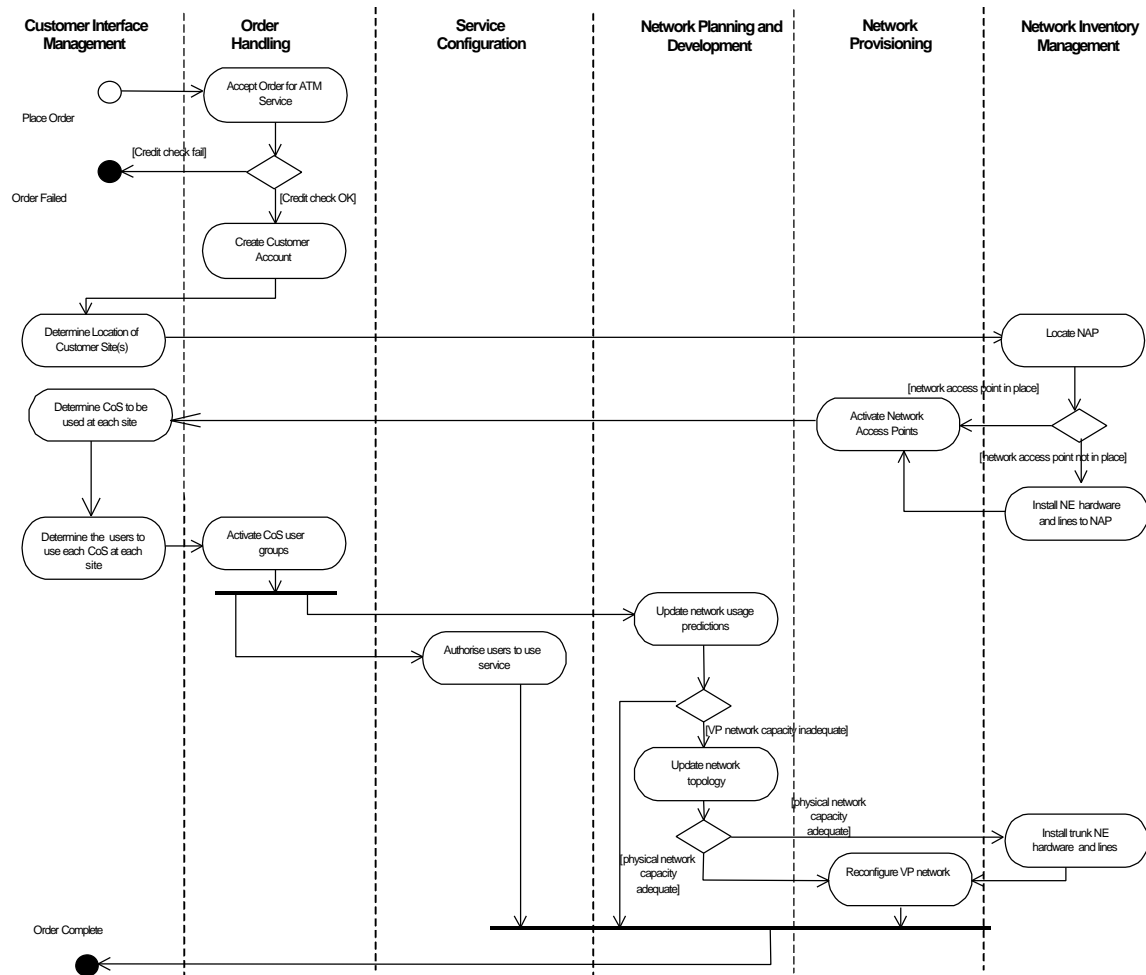 Customer Interface
Management
Order
Handling
Service
Configuration
Network Planning and
Development
Network
Provisioning
Network Inventory
Management
Accept Order for ATM
Service
Place Order
[Credit check fail]
Order Failed
[Credit check OK]
Create Customer
Account
Determine Location of
Customer Site(s)
Locate NAP
[network access point in place]
Determine CoS to be
used at each site
Activate Network
Access Points
[network access point not in place]
Install NE hardware
and lines to NAP
Determine the users to
use each CoS at each
site
Activate CoS user
groups
Update network usage
predictions
Authorise users to use
service
[VP network capacity inadequate]
Update network
topology
[physical network
capacity
adequate]
Install trunk NE
hardware and lines
[physical network
capacity
adequate]
Reconfigure VP network
Order Complete